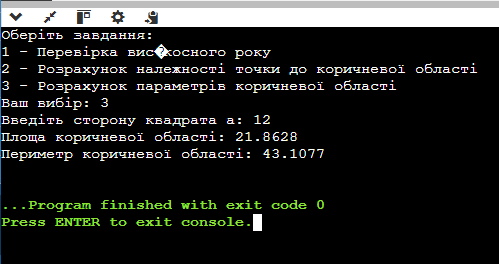 Оберіть завдання:
1 - Перевірка вис�косного року
2 - Розрахунок належності точки до коричневої області
3 - Розрахунок параметрів коричневої області
Ваш вибір: 3
Введіть сторону квадрата a: 12
Площа коричневої області: 21.8628
Периметр коричневої області: 43.1077
...Program finished with exit code 0
Press ENTER to exit console.